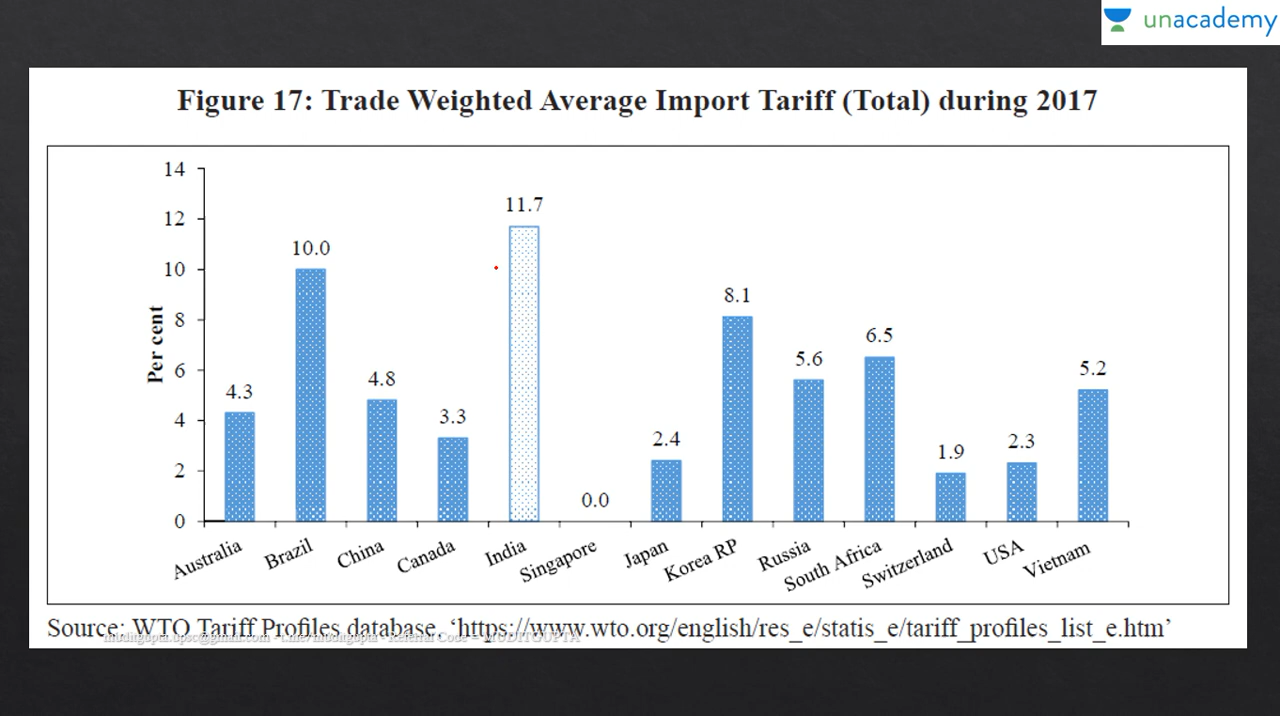 unacademy
Figure 17: Trade Weighted Average Import Tariff (Total) during 2017
Per cent
14
12
10
8
6
4
2
0
4.3
10.0
4.8
3.3
11.7
0.0
2.4
8.1
5.6
6.5
1.9
2.3
5.2
Australia
Brazil
China
Canada
India
Singapore
Japan
Korea RP
Russia
South Africa
Switzerland
USA
Vietnam
Source: WTO Tariff Profiles database. ‘https://www.wto.org/english/res_e/statis_e/tariff_profiles_list_e.htm’